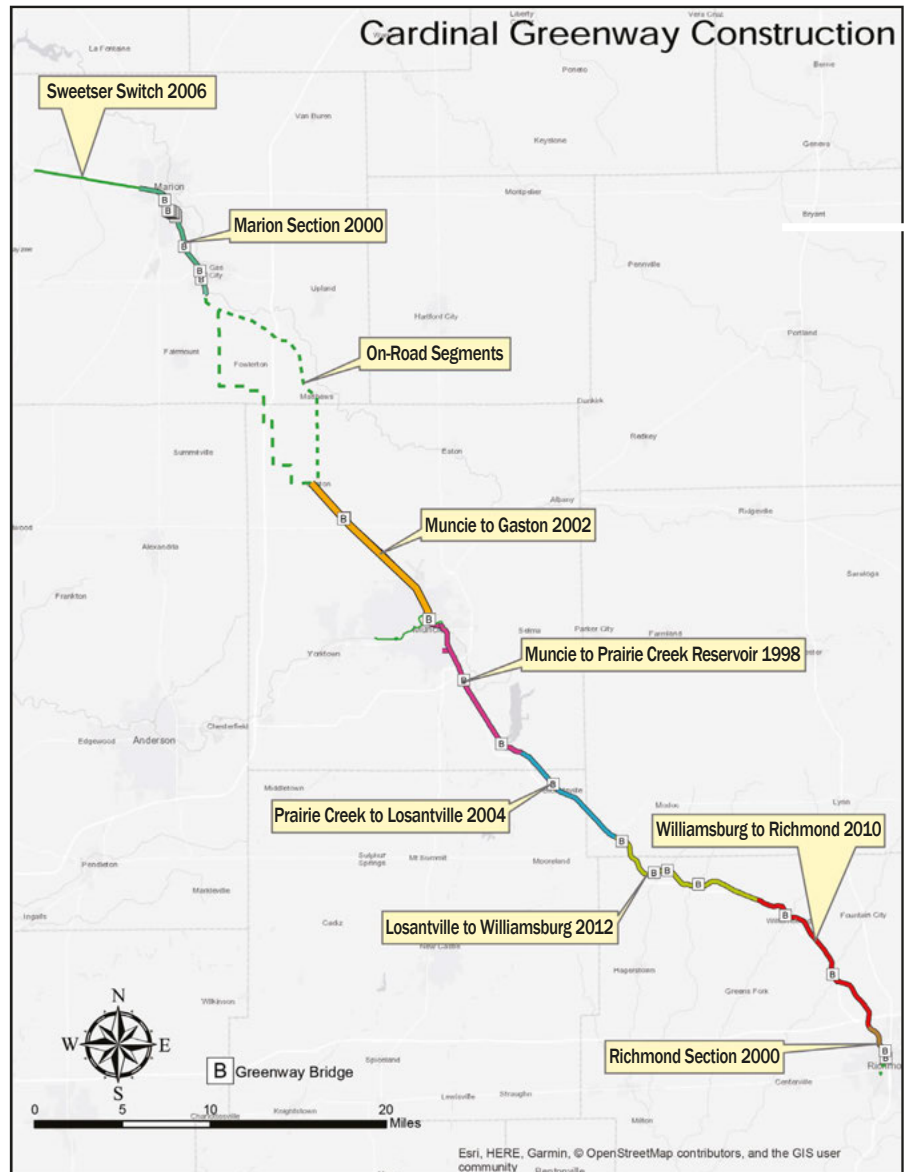 Cardinal Greenway Construction
Liberty
Vera Cruz
La Fontaine
Berne
Poneto
Sweetser Switch 2006
Van Buren
Keystone
Geneva
Marion
Montpelier
Bryant
Marion Section 2000
Gas
City
Pennville
Upland
Hartford City
Portland
Fairmount
Fowlerton
On-Road Segments
Matthews
Dunkirk
Redkey
Summitville
Eaton
Albany
Ridgeville
Muncie to Gaston 2002
Alexandria
Saratoga
Frankton
Selma
Parker City
Farmland
Yorktown
Muncie to Prairie Creek Reservoir 1998
Chesterfield
Edgewood
Anderson
Middletown
Prairie Creek to Losantville 2004
Modoc
Lynn
Williamsburg to Richmond 2010
Sulphur
Springs
Mt Summit
Mooreland
Pendleton
Markleville
Ingalls
Cadiz
Losantville to Williamsburg 2012
Fountain City
New Castle
Hagerstown
Greens Fork
Wilkinson
N
W
E
S
B Greenway Bridge
Spiceland
Richmond Section 2000
Centerville
Lewisville
Straughn
Knightstown
Charlottesville
Milton
0 5 10 20
Miles
Esri, HERE, Garmin, © OpenStreetMap contributors, and the GIS user
community
Bentonville